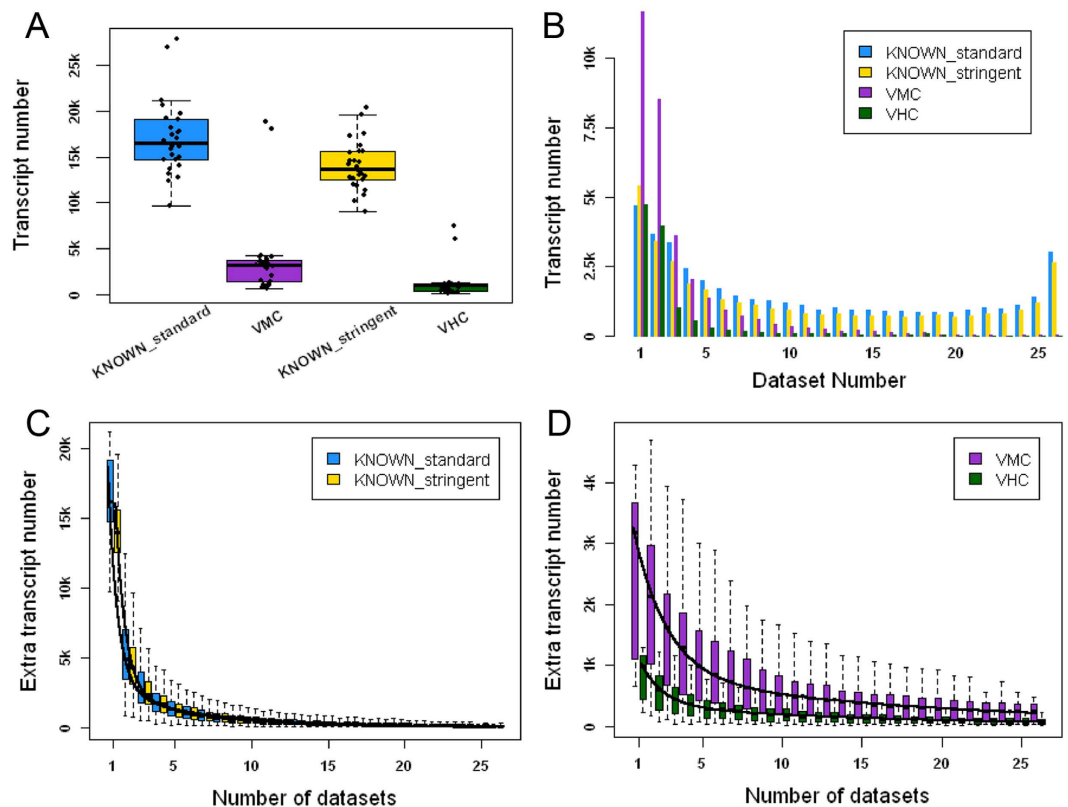 A
Transcript number
25k
20k
15k
10k
5k
0
KNOWN_standard
VMC
KNOWN_stringent
VHC
B
Transcript number
10k
7.5k
5k
2.5k
0
KNOWN_standard
KNOWN_stringent
VMC
VHC
1 5 10 15 20 25
Dataset Number
C
Extra transcript number
20k
15k
10k
5k
0
KNOWN_standard
KNOWN_stringent
1 5 10 15 20 25
Number of datasets
D
Extra transcript number
4k
3k
2k
1k
0
VMC
VHC
1 5 10 15 20 25
Number of datasets